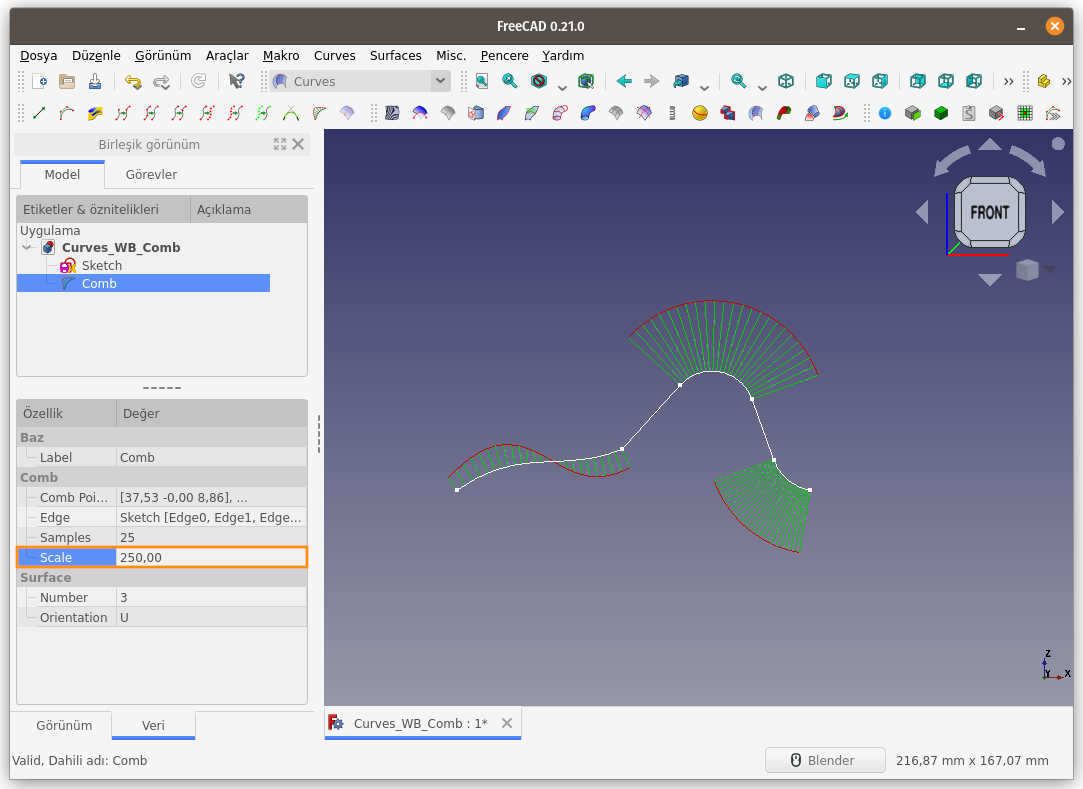 FreeCAD 0.21.0
Dosya Düzenle Görünüm Araçlar Makro Curves Surfaces Misc. Pencere Yardım
Curves
Birleşik görünüm
Model Görevler
Etiketler & öznitelikleri Açıklama
Uygulama
Curves_WB_Comb
Sketch
Comb
Özellik Değer
Baz
Label Comb
Comb
Comb Poi... [37,53 -0,00 8,86], ...
Edge Sketch [Edge0, Edge1, Edge...
Samples 25
Scale 250,00
Surface
Number 3
Orientation U
Görünüm Veri
FRONT
Z
Y X
Curves_WB_Comb : 1*
Valid, Dahili adı: Comb
Blender 216,87 mm x 167,07 mm